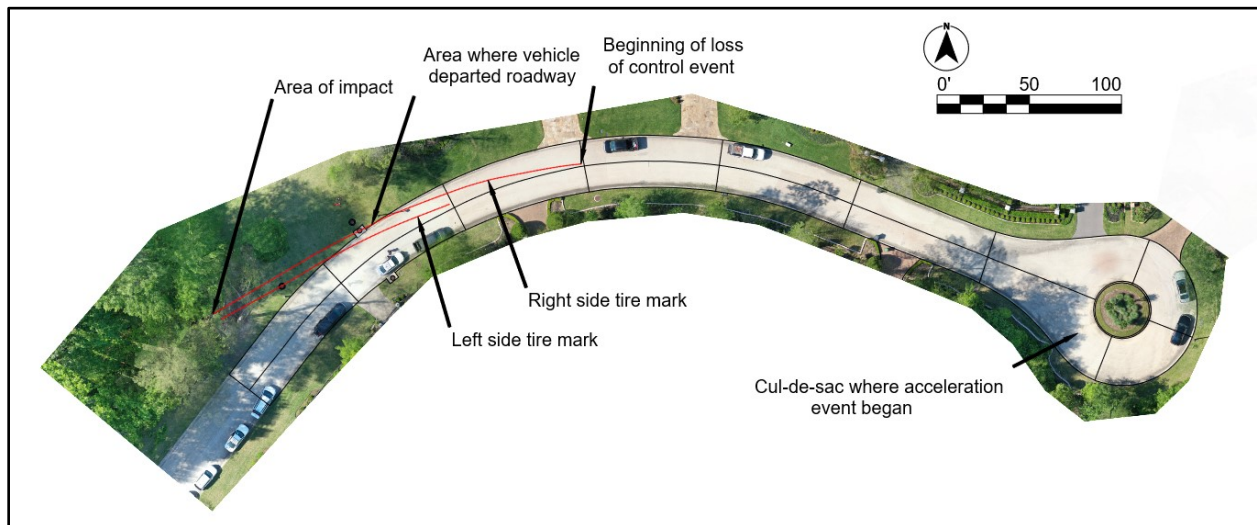 Beginning of loss
of control event
Area where vehicle
departed roadway
Area of impact
N
0' 50 100
Right side tire mark
Left side tire mark
Cul-de-sac where acceleration
event began